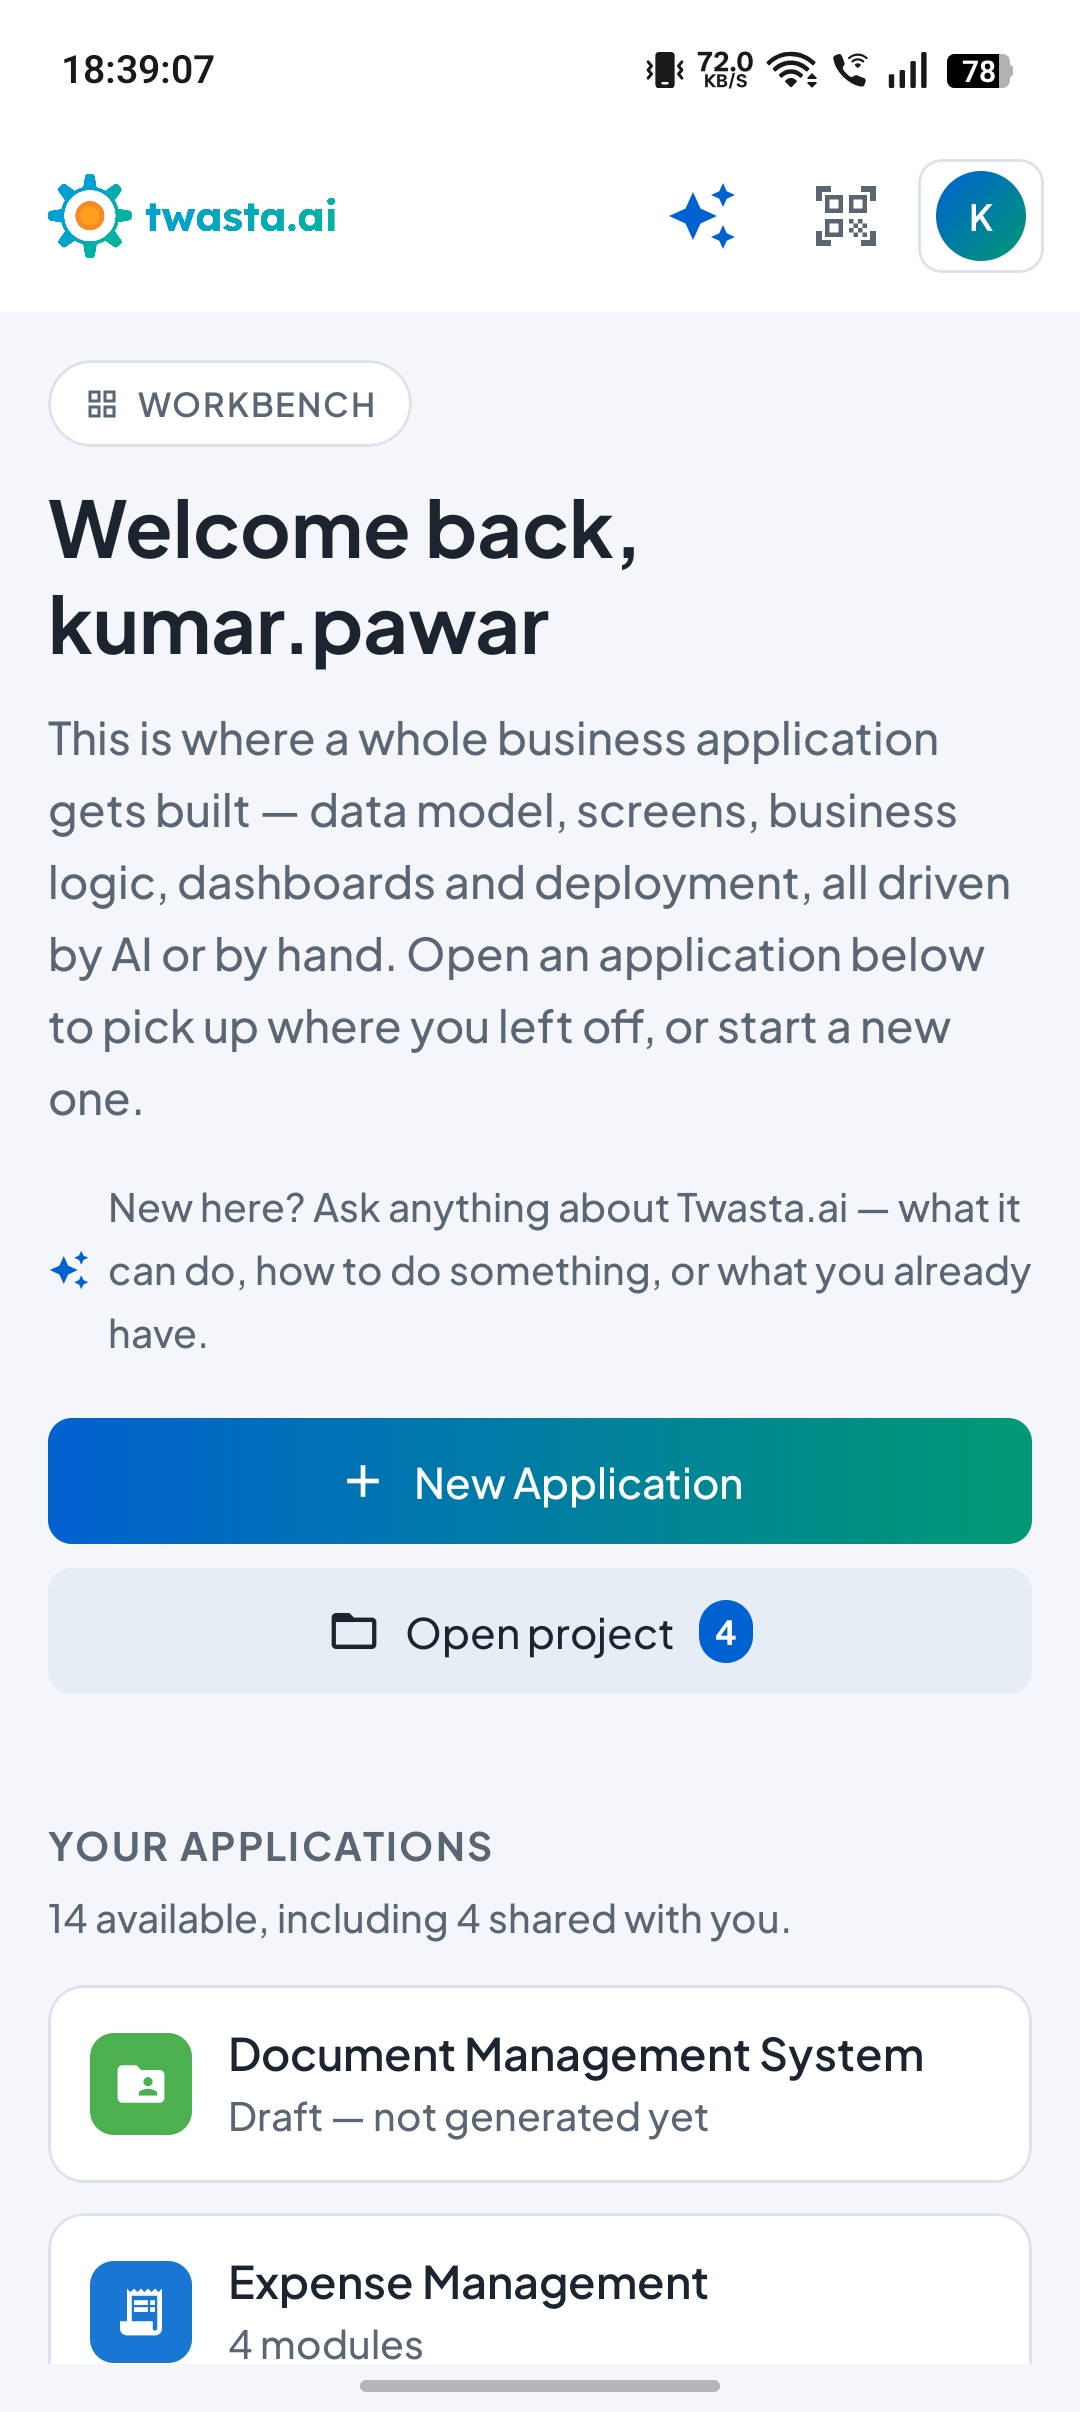 18:39:07
72.0
KB/S
78
twasta.ai
K
WORKBENCH
Welcome back,
kumar.pawar
This is where a whole business application
gets built — data model, screens, business
logic, dashboards and deployment, all driven
by AI or by hand. Open an application below
to pick up where you left off, or start a new
one.
New here? Ask anything about Twasta.ai — what it
can do, how to do something, or what you already
have.
New Application
Open project 4
YOUR APPLICATIONS
14 available, including 4 shared with you.
Document Management System
Draft — not generated yet
Expense Management
4 modules